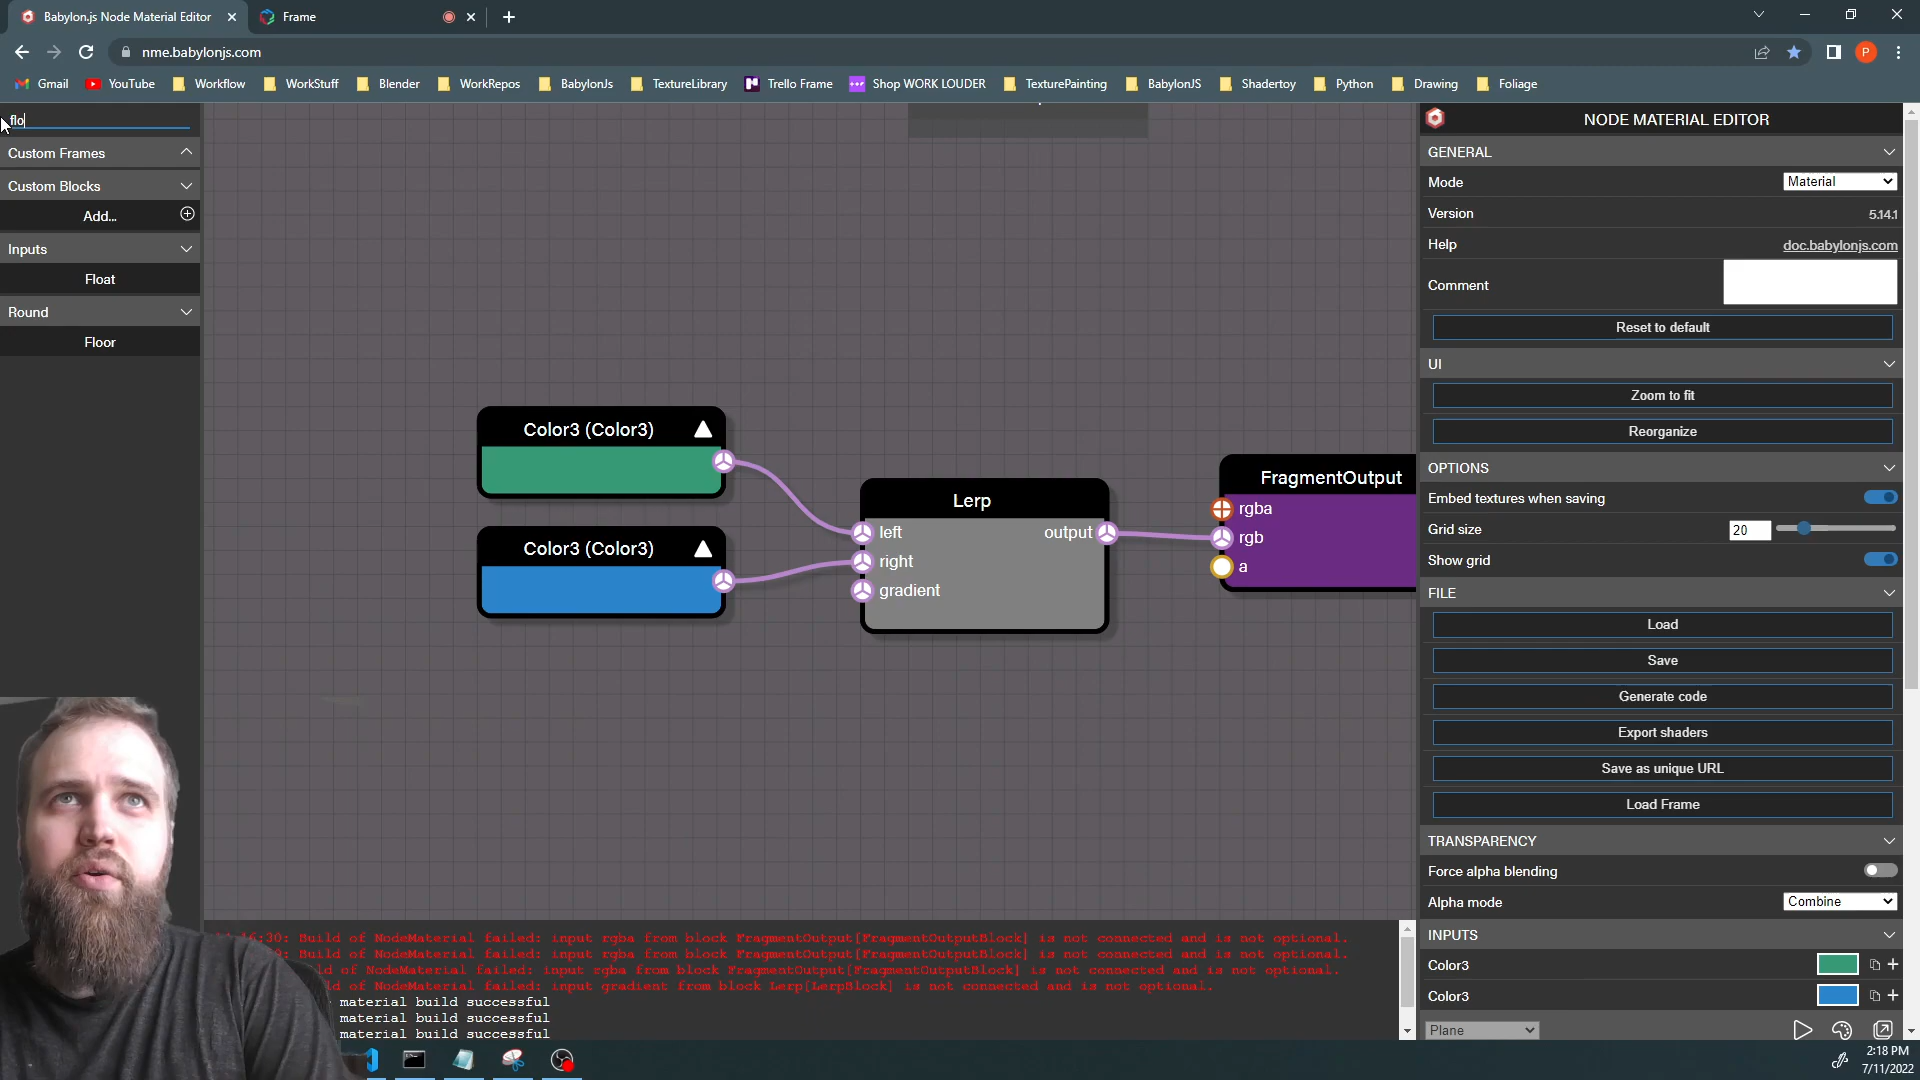 Babylon.js Node Material Editor
Frame
nme.babylonjs.com
P
Gmail YouTube Workflow WorkStuff Blender WorkRepos BabylonJs TextureLibrary Trello Frame Shop WORK LOUDER TexturePainting BabylonJS Shadertoy Python Drawing Foliage
flo
Custom Frames
Custom Blocks
Add...
Inputs
Float
Round
Floor
Color3 (Color3)
Color3 (Color3)
Lerp
left output
right
gradient
FragmentOutput
rgba
rgb
a
NODE MATERIAL EDITOR
GENERAL
Mode Material
Version 5.14.1
Help doc.babylonjs.com
Comment
Reset to default
UI
Zoom to fit
Reorganize
OPTIONS
Embed textures when saving
Grid size 20
Show grid
FILE
Load
Save
Generate code
Export shaders
Save as unique URL
Load Frame
TRANSPARENCY
Force alpha blending
Alpha mode Combine
INPUTS
Color3
Color3
Plane
:30: Build of NodeMaterial failed: input rgba from block FragmentOutput[FragmentOutputBlock] is not connected and is not optional.
Build of NodeMaterial failed: input rgba from block FragmentOutput[FragmentOutputBlock] is not connected and is not optional.
of NodeMaterial failed: input rgba from block FragmentOutput[FragmentOutputBlock] is not connected and is not optional.
of NodeMaterial failed: input gradient from block Lerp[LerpBlock] is not connected and is not optional.
material build successful
material build successful
material build successful
2:18 PM
7/11/2022